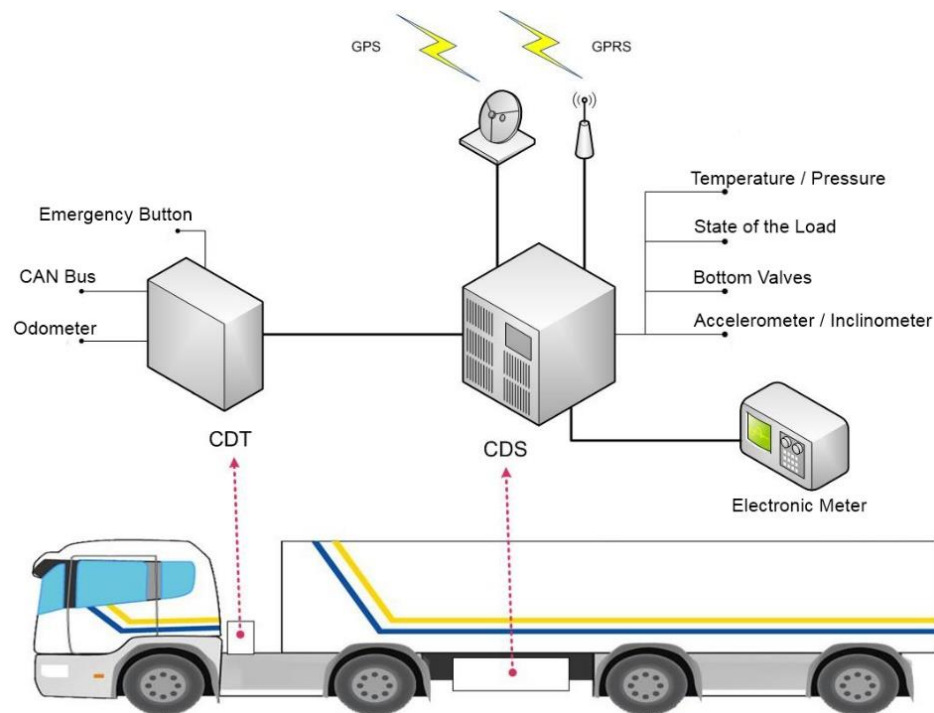 GPS
GPRS
Temperature / Pressure
Emergency Button
State of the Load
CAN Bus
Bottom Valves
Odometer
Accelerometer / Inclinometer
CDT
CDS
Electronic Meter